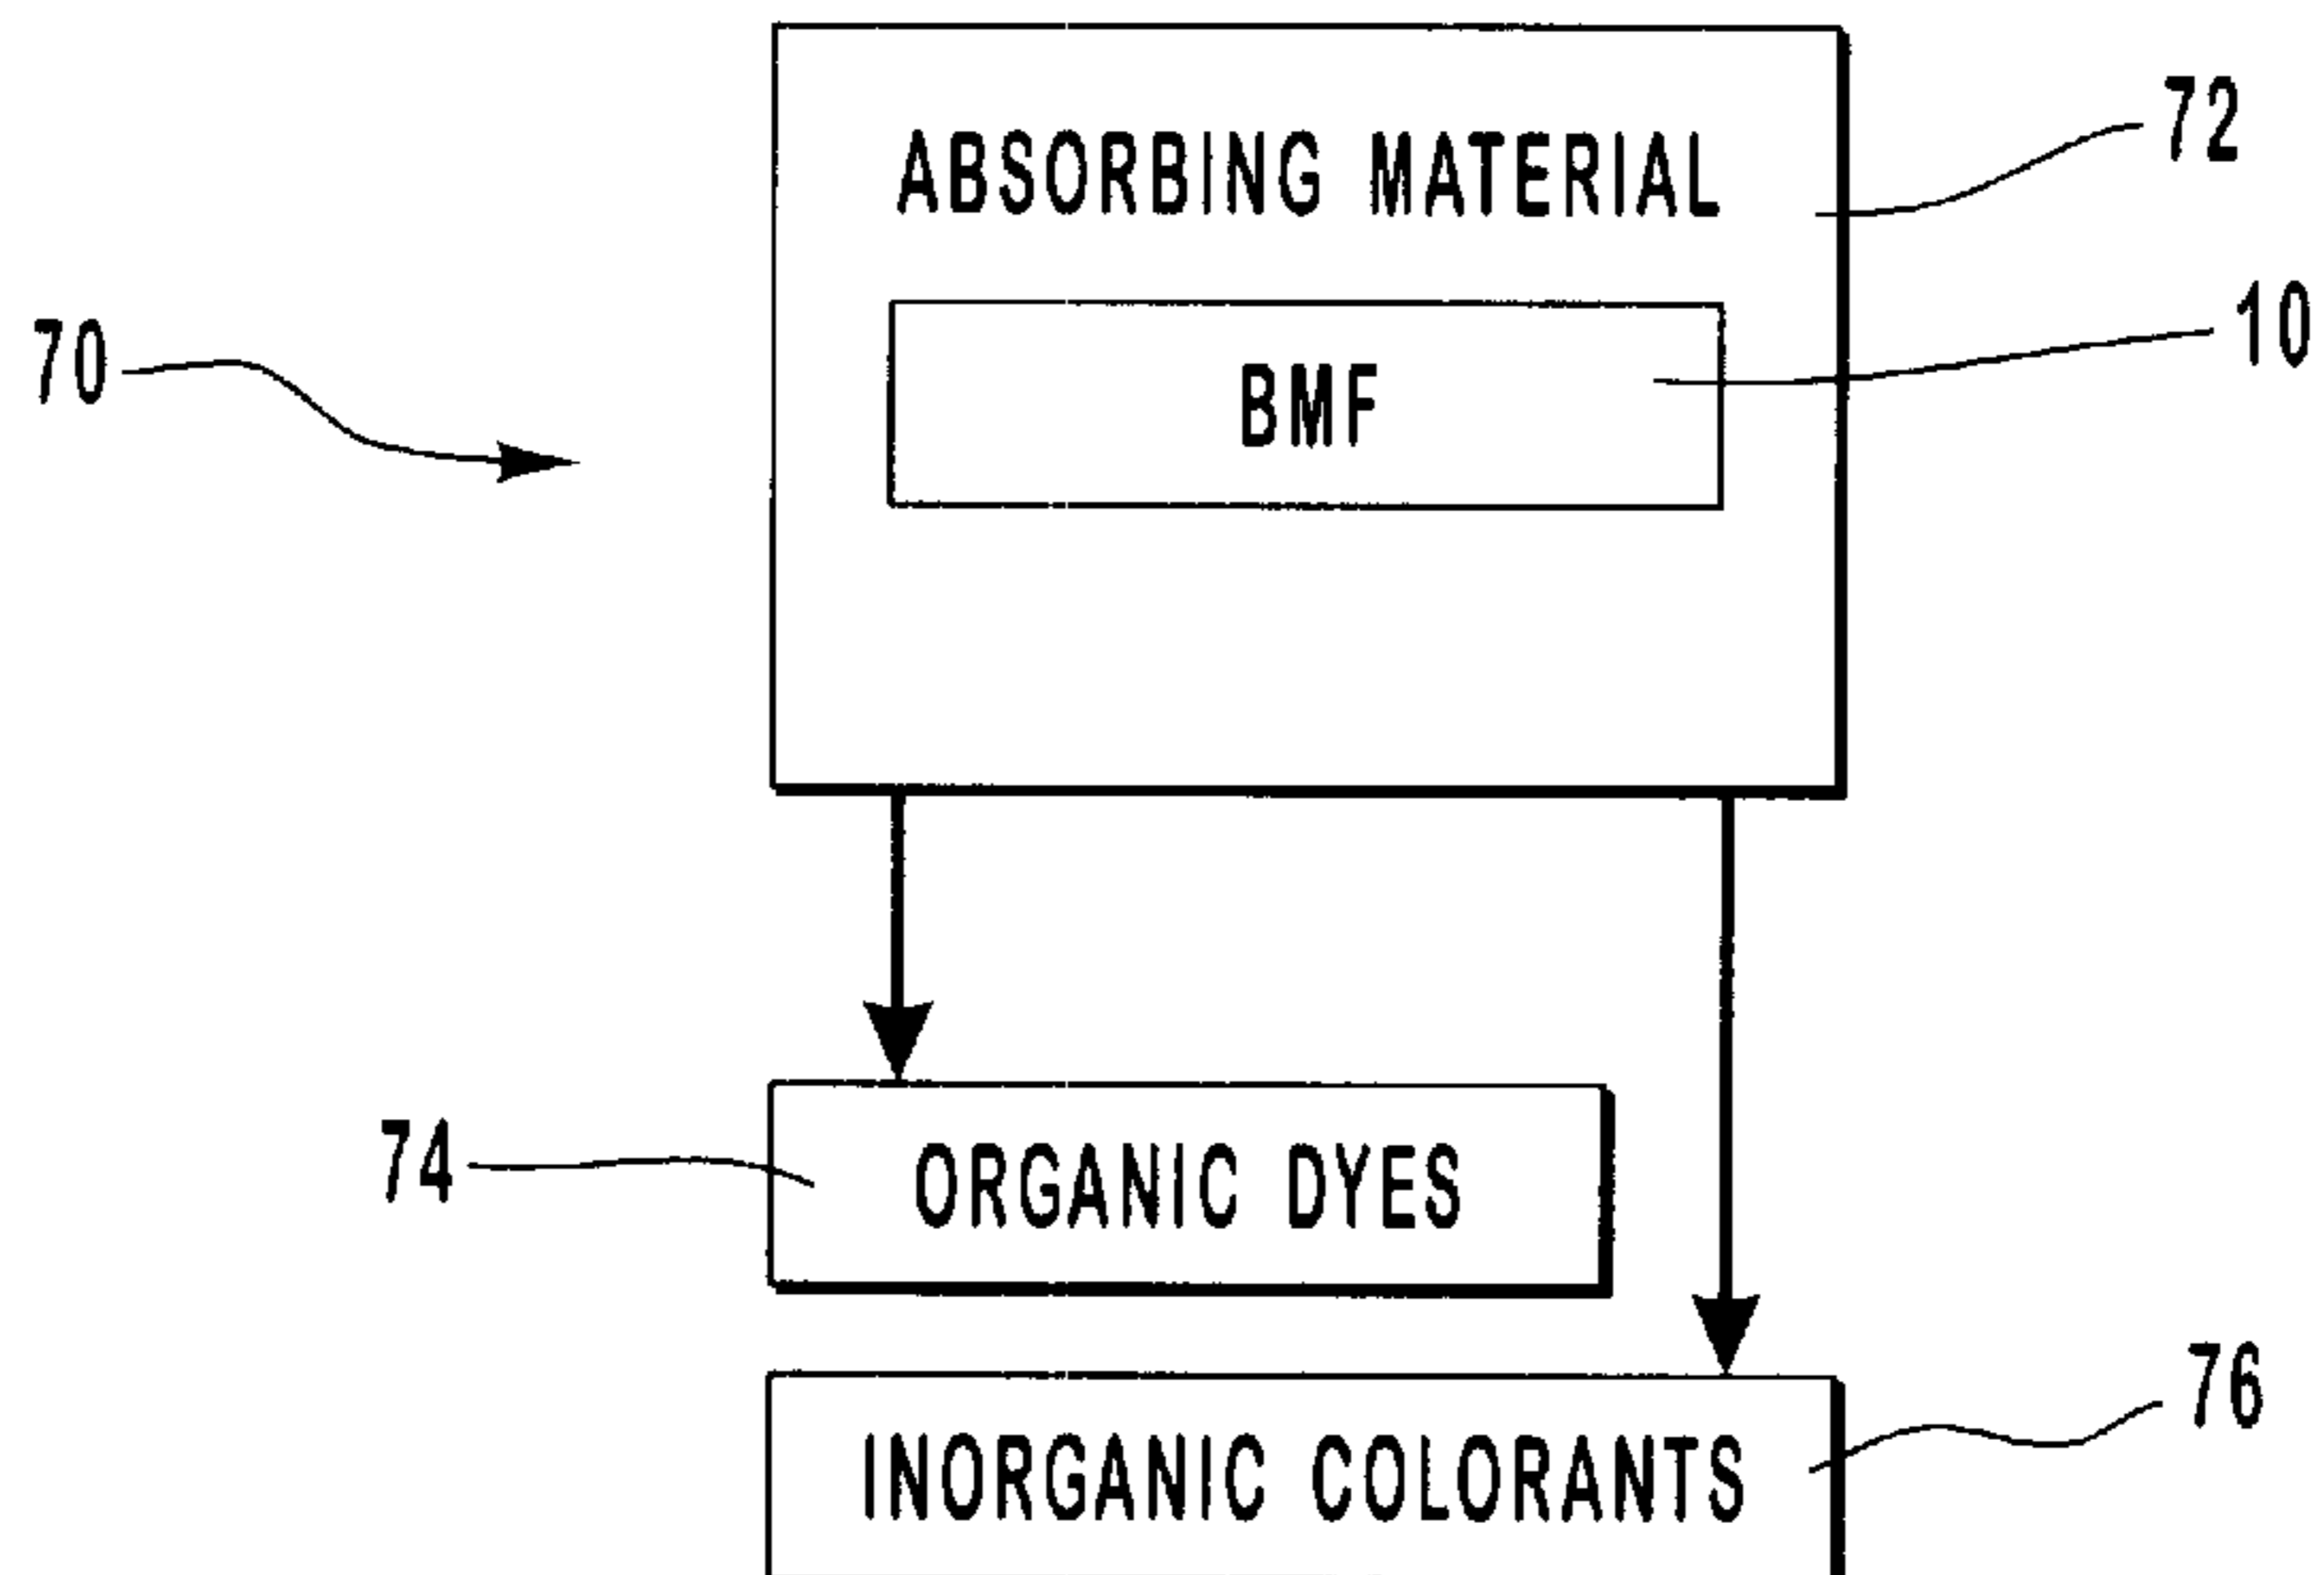 72
ABSORBING MATERIAL
10
70
BMF
74
ORGANIC DYES
76
INORGANIC COLORANTS